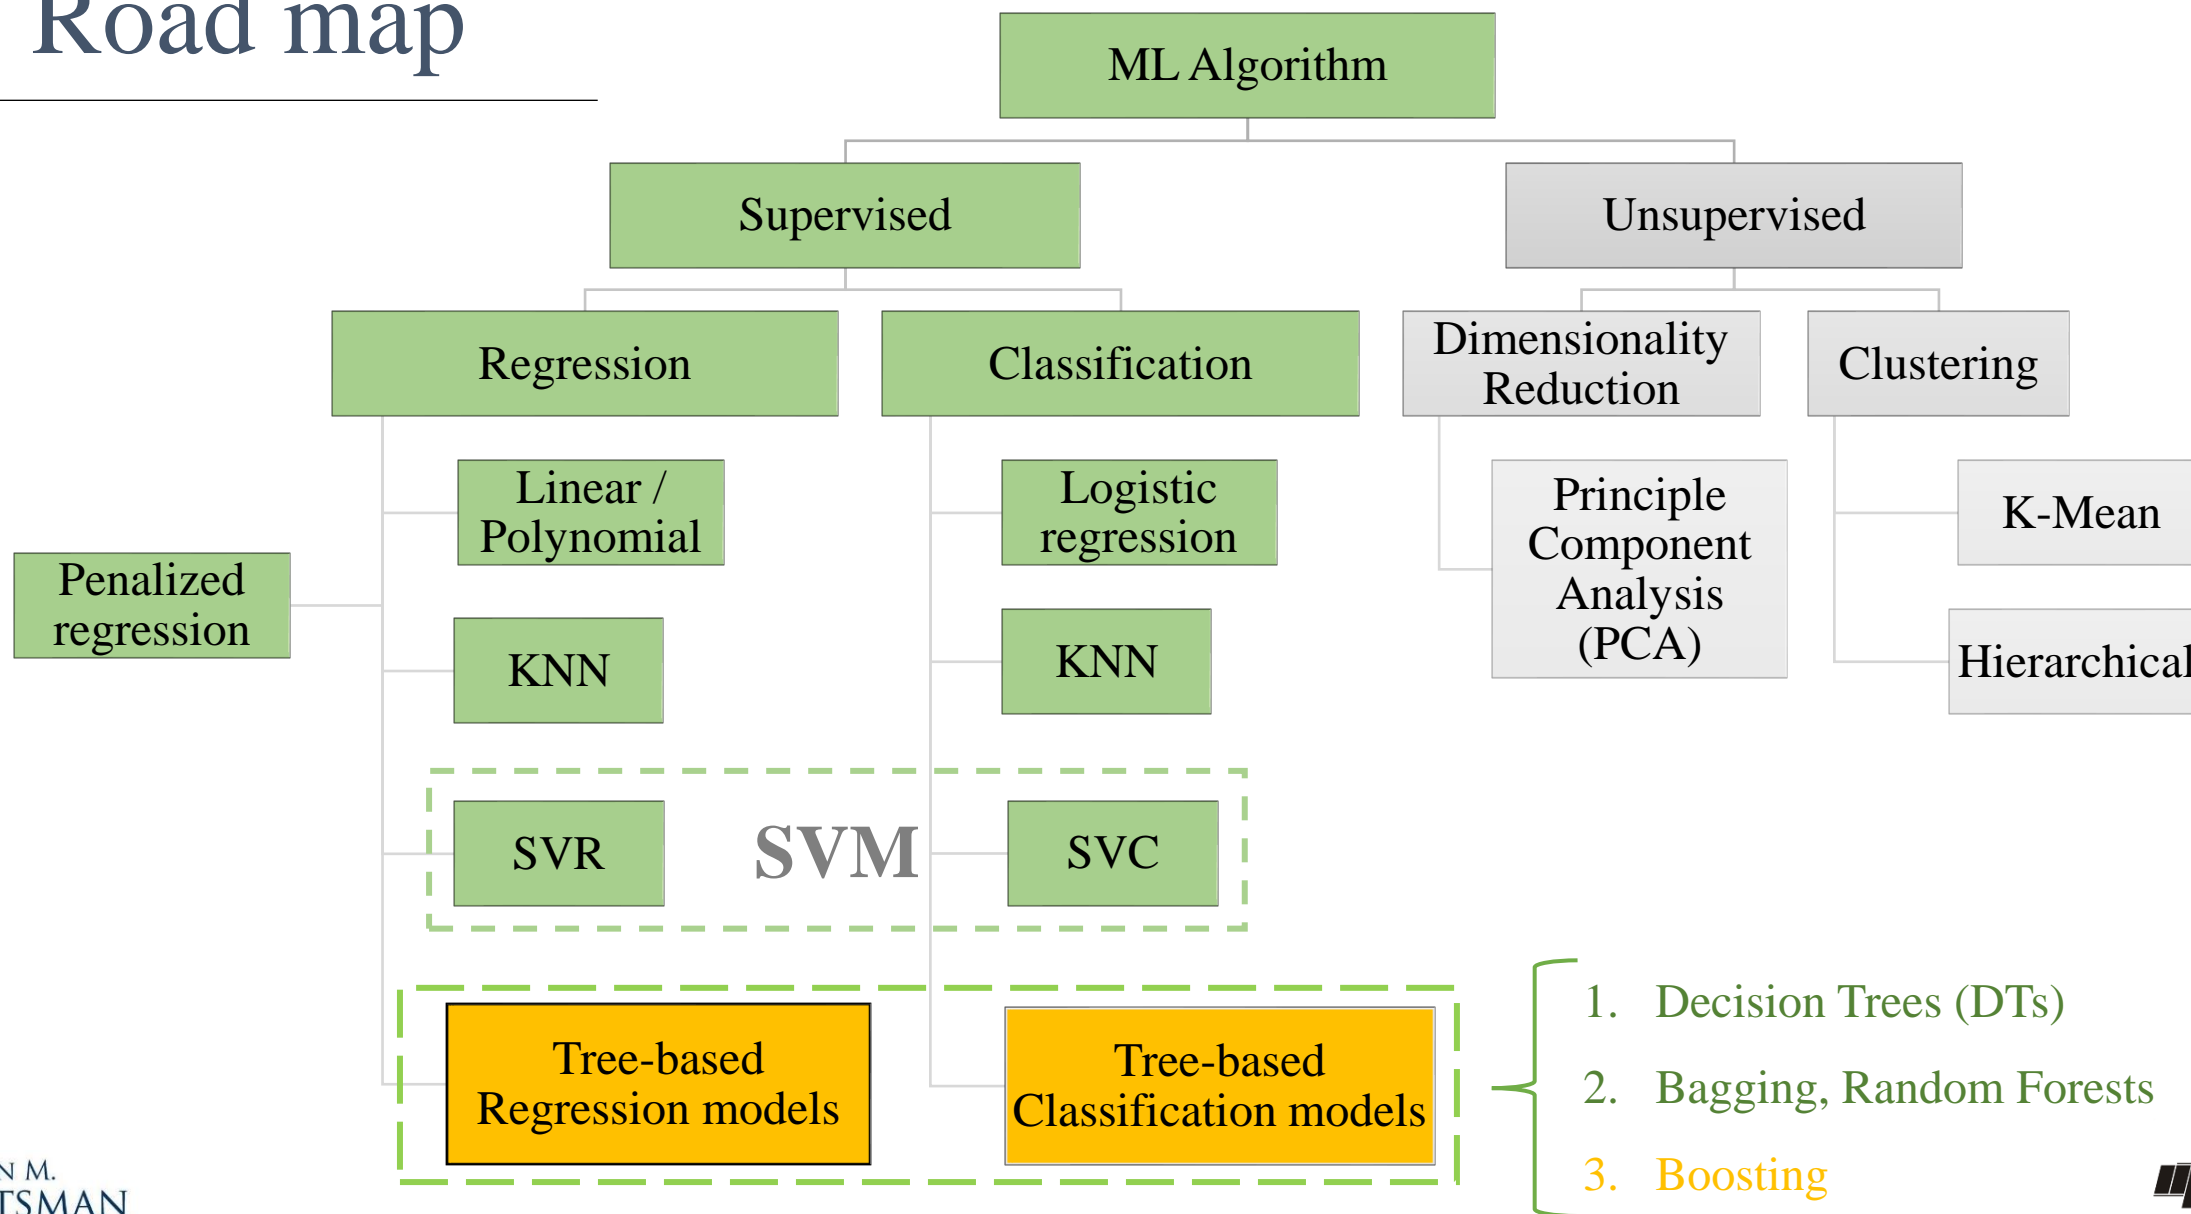 Road map
ML Algorithm
Supervised
Unsupervised
Regression
Classification
Dimensionality
Reduction
Clustering
Linear /
Polynomial
Logistic
regression
Principle
Component
Analysis
(PCA)
K-Mean
Penalized
regression
KNN
KNN
Hierarchical
SVR
SVM
SVC
Tree-based
Regression models
Tree-based
Classification models
1. Decision Trees (DTs)
2. Bagging, Random Forests
3. Boosting
N M.
TSMAN